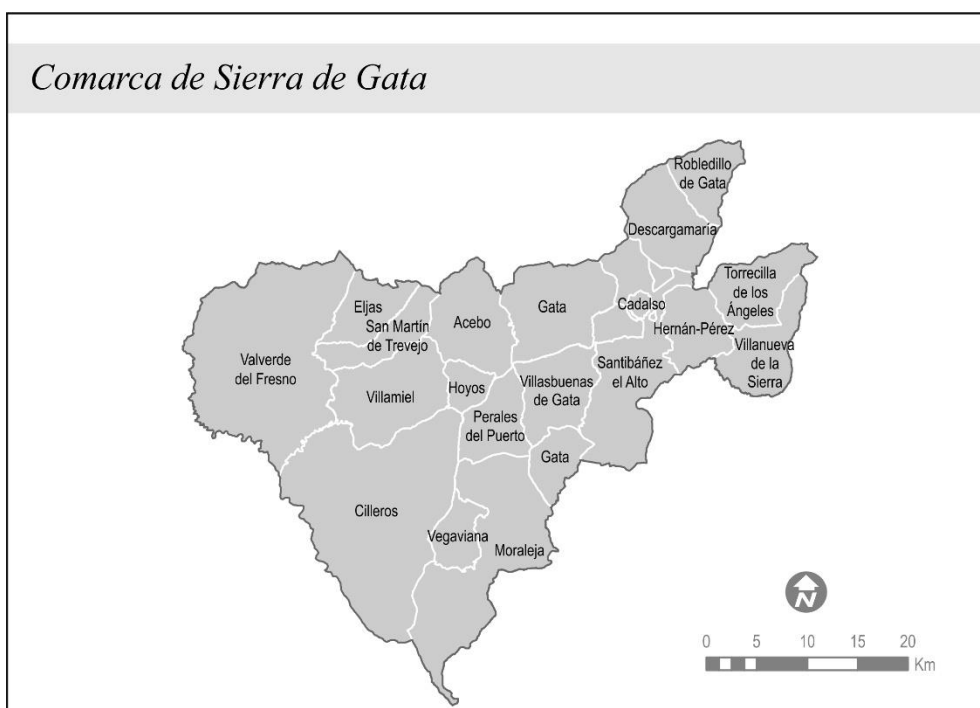 Comarca de Sierra de Gata
Robledillo
de Gata
Descargamaría
Torrecilla
de los
Ángeles
Eljas
San Martín
de Trevejo
Acebo
Gata
Cadalso
Hernán-Pérez
Villanueva
de la
Sierra
Valverde
del Fresno
Villamiel
Hoyos
Villasbuenas
de Gata
Santibáñez
el Alto
Perales
del Puerto
Gata
Cilleros
Vegaviana
Moraleja
N
0 5 10 15 20
Km